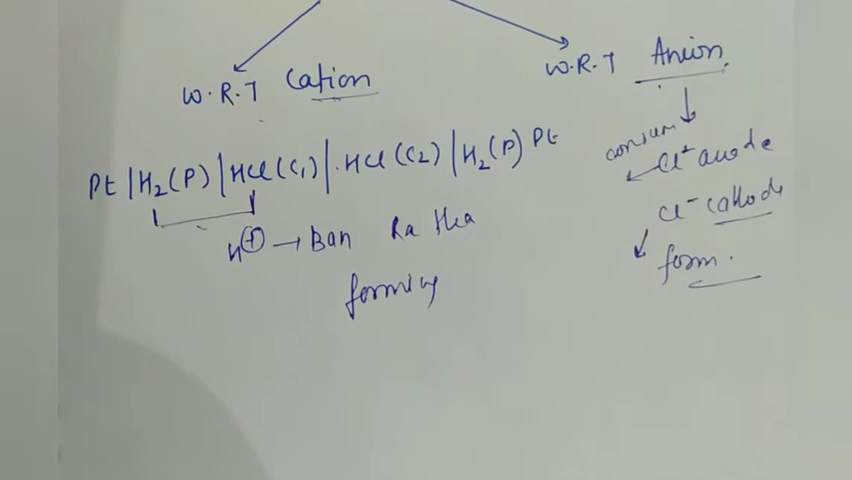 W.R.T Cation
W.R.T Anion
Pt | H₂(P) | HCl(C₁) | HCl(C₂) | H₂(P) Pt
H⊕ → Ban Ra tha
forming
consum
anode
Cl⁻ cathode
form.